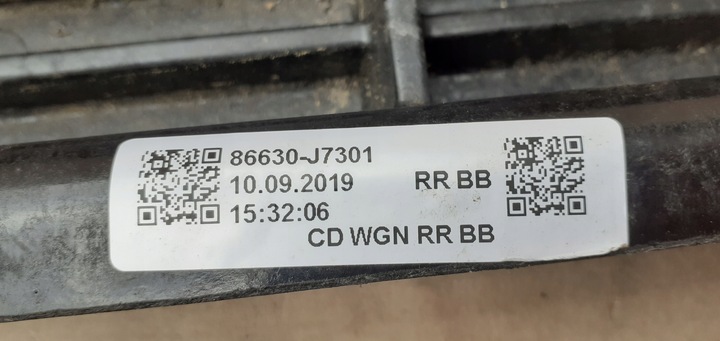 86630-J7301
10.09.2019 RR BB
15:32:06
CD WGN RR BB